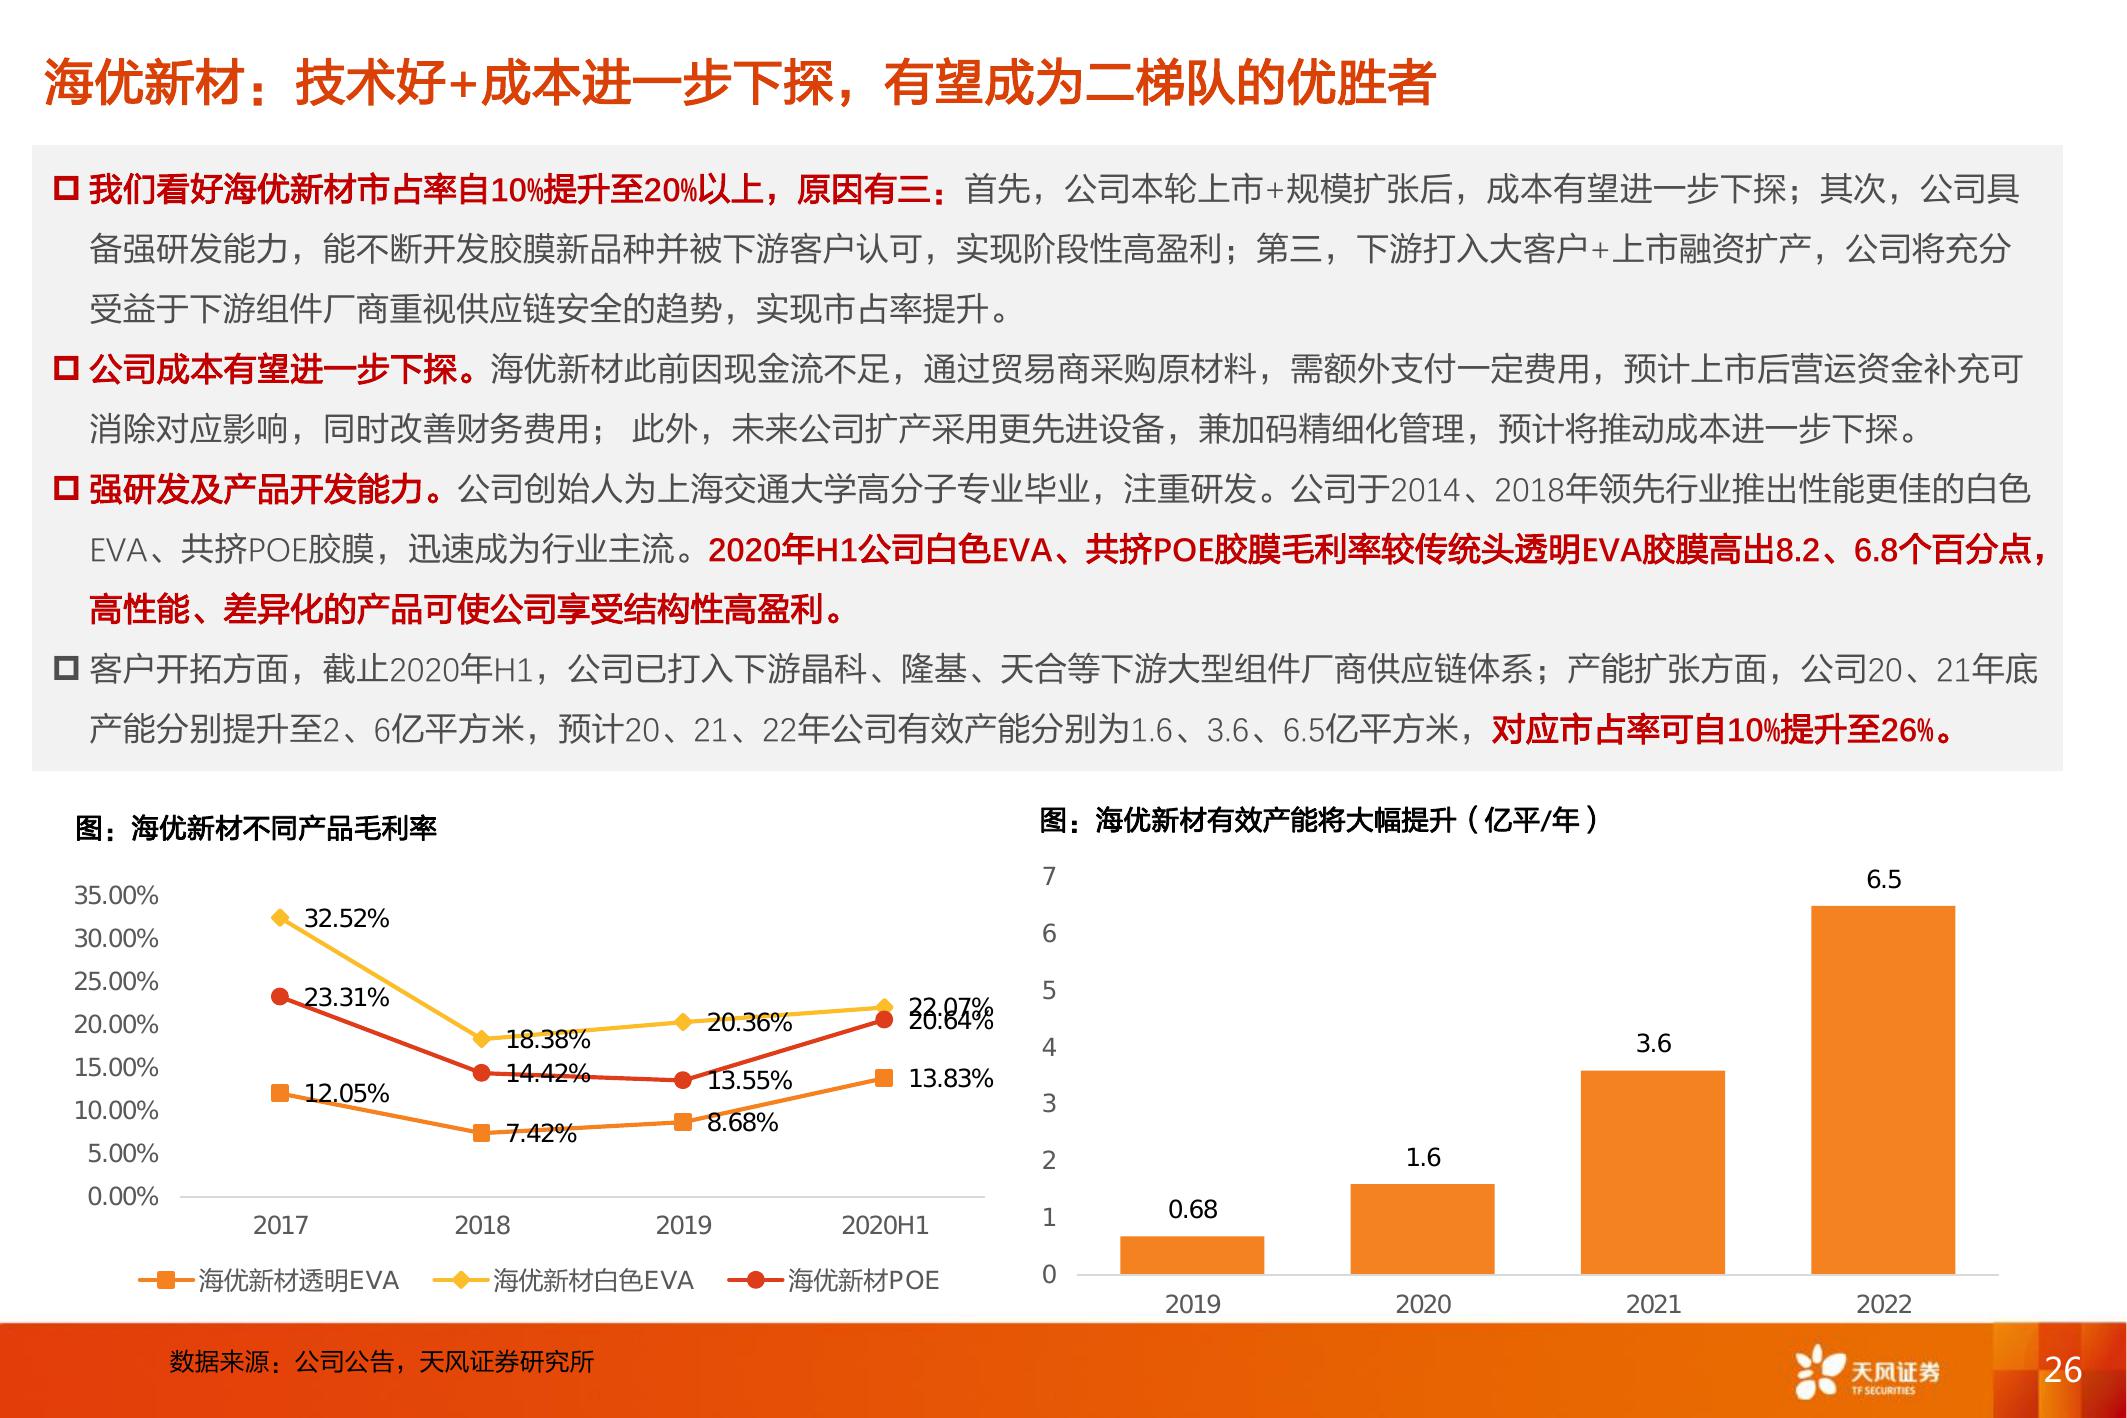 海优新材：技术好+成本进一步下探，有望成为二梯队的优胜者
我们看好海优新材市占率自10%提升至20%以上，原因有三：首先，公司本轮上市+规模扩张后，成本有望进一步下探；其次，公司具
备强研发能力，能不断开发胶膜新品种并被下游客户认可，实现阶段性高盈利；第三，下游打入大客户+上市融资扩产，公司将充分
受益于下游组件厂商重视供应链安全的趋势，实现市占率提升。
公司成本有望进一步下探。海优新材此前因现金流不足，通过贸易商采购原材料，需额外支付一定费用，预计上市后营运资金补充可
消除对应影响，同时改善财务费用； 此外，未来公司扩产采用更先进设备，兼加码精细化管理，预计将推动成本进一步下探。
强研发及产品开发能力。公司创始人为上海交通大学高分子专业毕业，注重研发。公司于2014、2018年领先行业推出性能更佳的白色
EVA、共挤POE胶膜，迅速成为行业主流。2020年H1公司白色EVA、共挤POE胶膜毛利率较传统头透明EVA胶膜高出8.2、6.8个百分点，
高性能、差异化的产品可使公司享受结构性高盈利。
客户开拓方面，截止2020年H1，公司已打入下游晶科、隆基、天合等下游大型组件厂商供应链体系；产能扩张方面，公司20、21年底
产能分别提升至2、6亿平方米，预计20、21、22年公司有效产能分别为1.6、3.6、6.5亿平方米，对应市占率可自10%提升至26%。
图：海优新材不同产品毛利率
35.00%
30.00%
25.00%
20.00%
15.00%
10.00%
5.00%
0.00%
32.52%
23.31%
12.05%
18.38%
14.42%
7.42%
20.36%
13.55%
8.68%
22.07%
20.64%
13.83%
2017
2018
2019
2020H1
海优新材透明EVA
海优新材白色EVA
海优新材POE
图：海优新材有效产能将大幅提升（亿平/年）
7
6
5
4
3
2
1
0
0.68
1.6
3.6
6.5
2019
2020
2021
2022
数据来源：公司公告，天风证券研究所
天风证券
TF SECURITIES
26